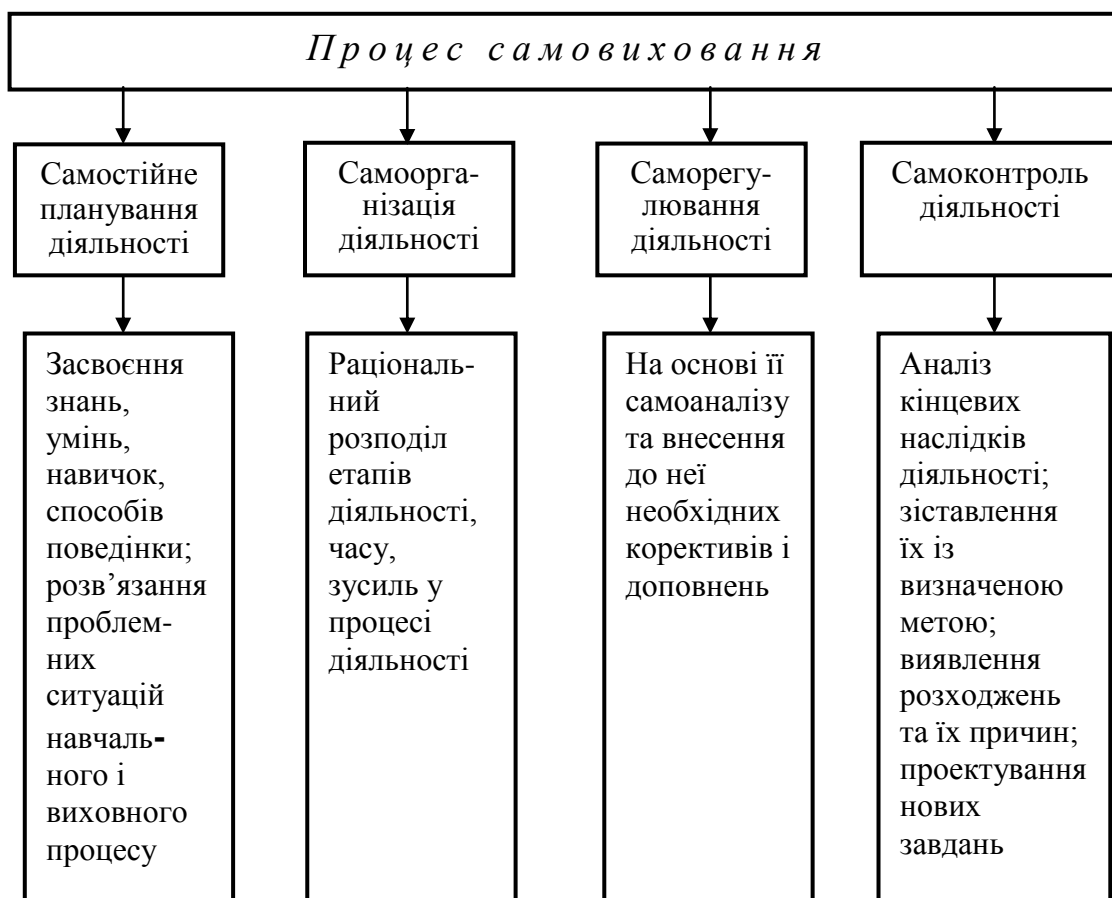 Процес самовиховання
Самостійне
планування
діяльності
Самоорга-
нізація
діяльності
Саморегу-
лювання
діяльності
Самоконтроль
діяльності
Засвоєння
знань,
умінь,
навичок,
способів
поведінки;
розв’язання
проблем-
них
ситуацій
навчаль-
ного і
виховного
процесу
Раціональ-
ний
розподіл
етапів
діяльності,
часу,
зусиль у
процесі
діяльності
На основі її
самоаналізу
та внесення
до неї
необхідних
корективів і
доповнень
Аналіз
кінцевих
наслідків
діяльності;
зіставлення
їх із
визначеною
метою;
виявлення
розходжень
та їх причин;
проектування
нових
завдань